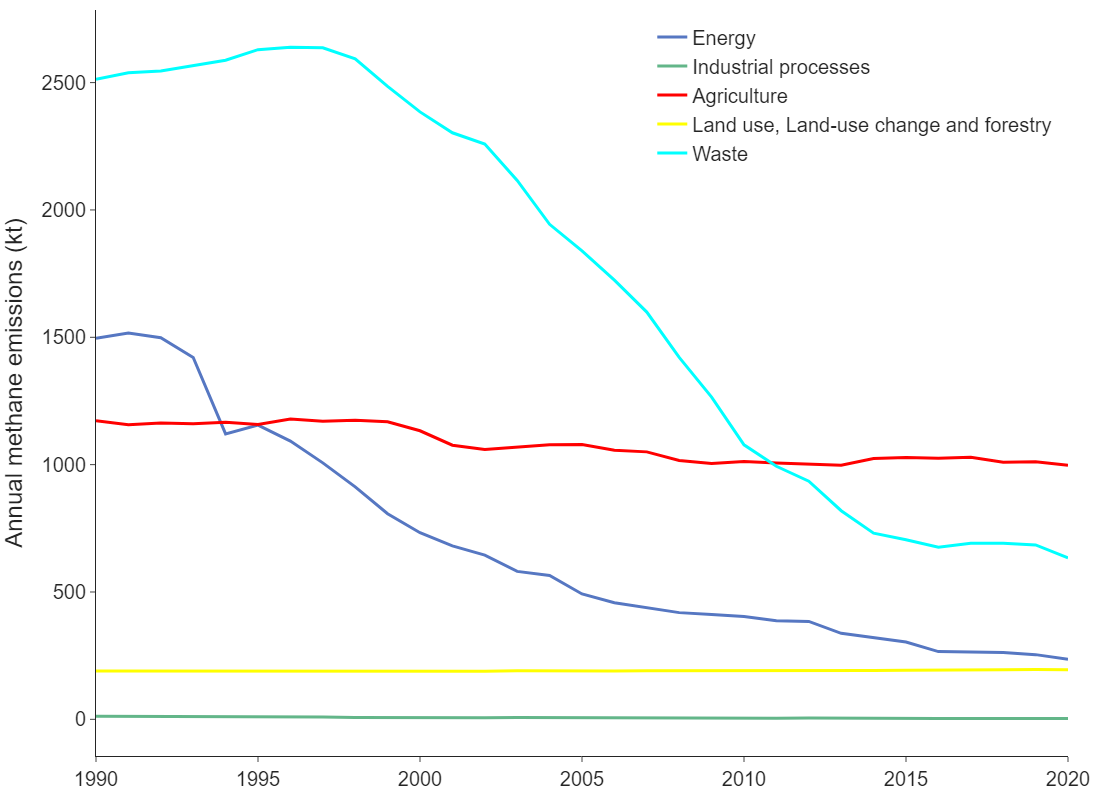 Energy
Industrial processes
Agriculture
Land use, Land-use change and forestry
Waste
Annual methane emissions (kt)
2500
2000
1500
1000
500
0
1990 1995 2000 2005 2010 2015 2020